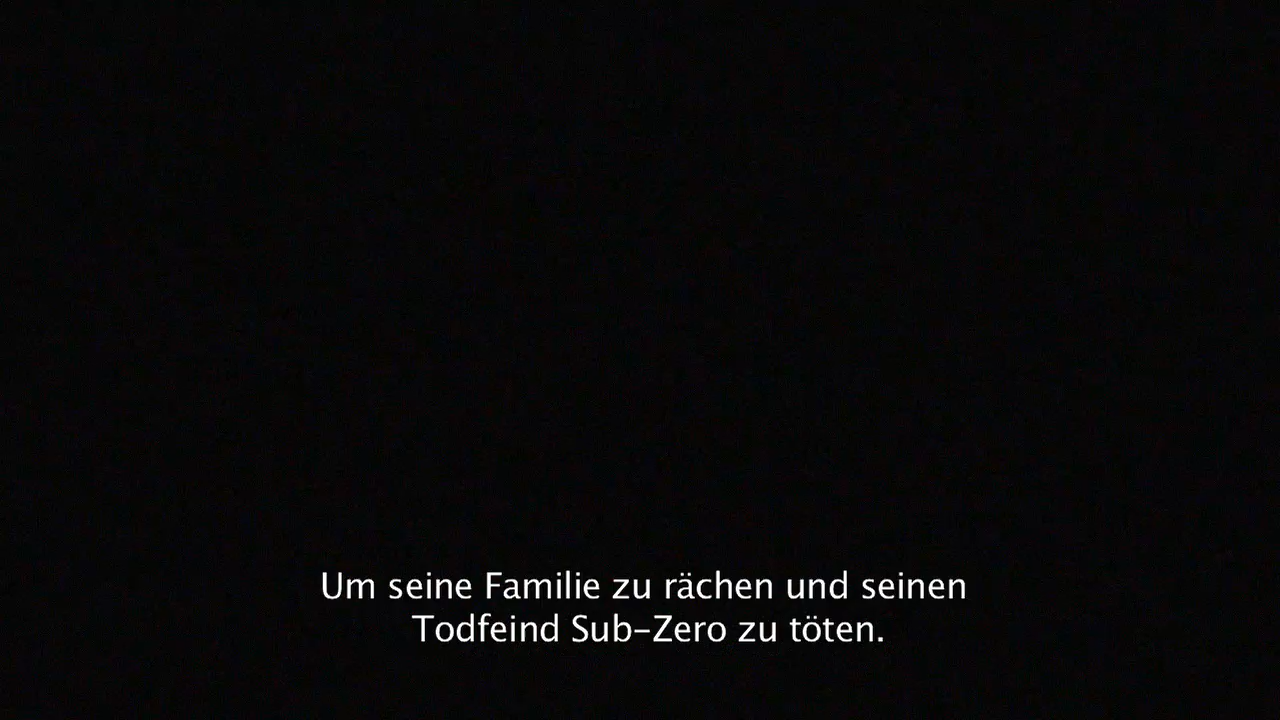 Um seine Familie zu rächen und seinen
Todfeind Sub-Zero zu töten.